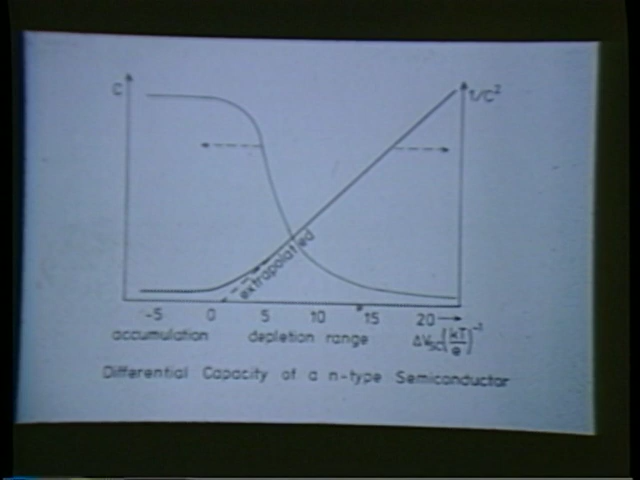 C
1/C²
extrapolated
-5 0 5 10 15 20
accumulation depletion range ΔVsc(kT/e)⁻¹
Differential Capacity of a n-type Semiconductor